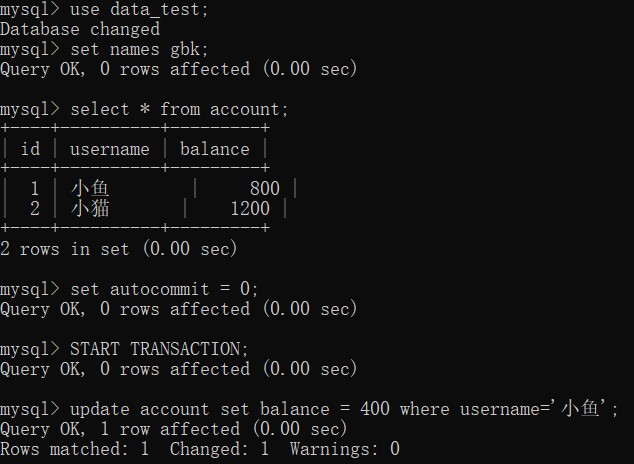 mysql> use data_test;
Database changed
mysql> set names gbk;
Query OK, 0 rows affected (0.00 sec)
mysql> select * from account;
+----+----------+---------+
| id | username | balance |
+----+----------+---------+
|  1 | 小鱼         |     800 |
|  2 | 小猫        |    1200 |
+----+----------+---------+
2 rows in set (0.00 sec)
mysql> set autocommit = 0;
Query OK, 0 rows affected (0.00 sec)
mysql> START TRANSACTION;
Query OK, 0 rows affected (0.00 sec)
mysql> update account set balance = 400 where username='小鱼';
Query OK, 1 row affected (0.00 sec)
Rows matched: 1  Changed: 1  Warnings: 0